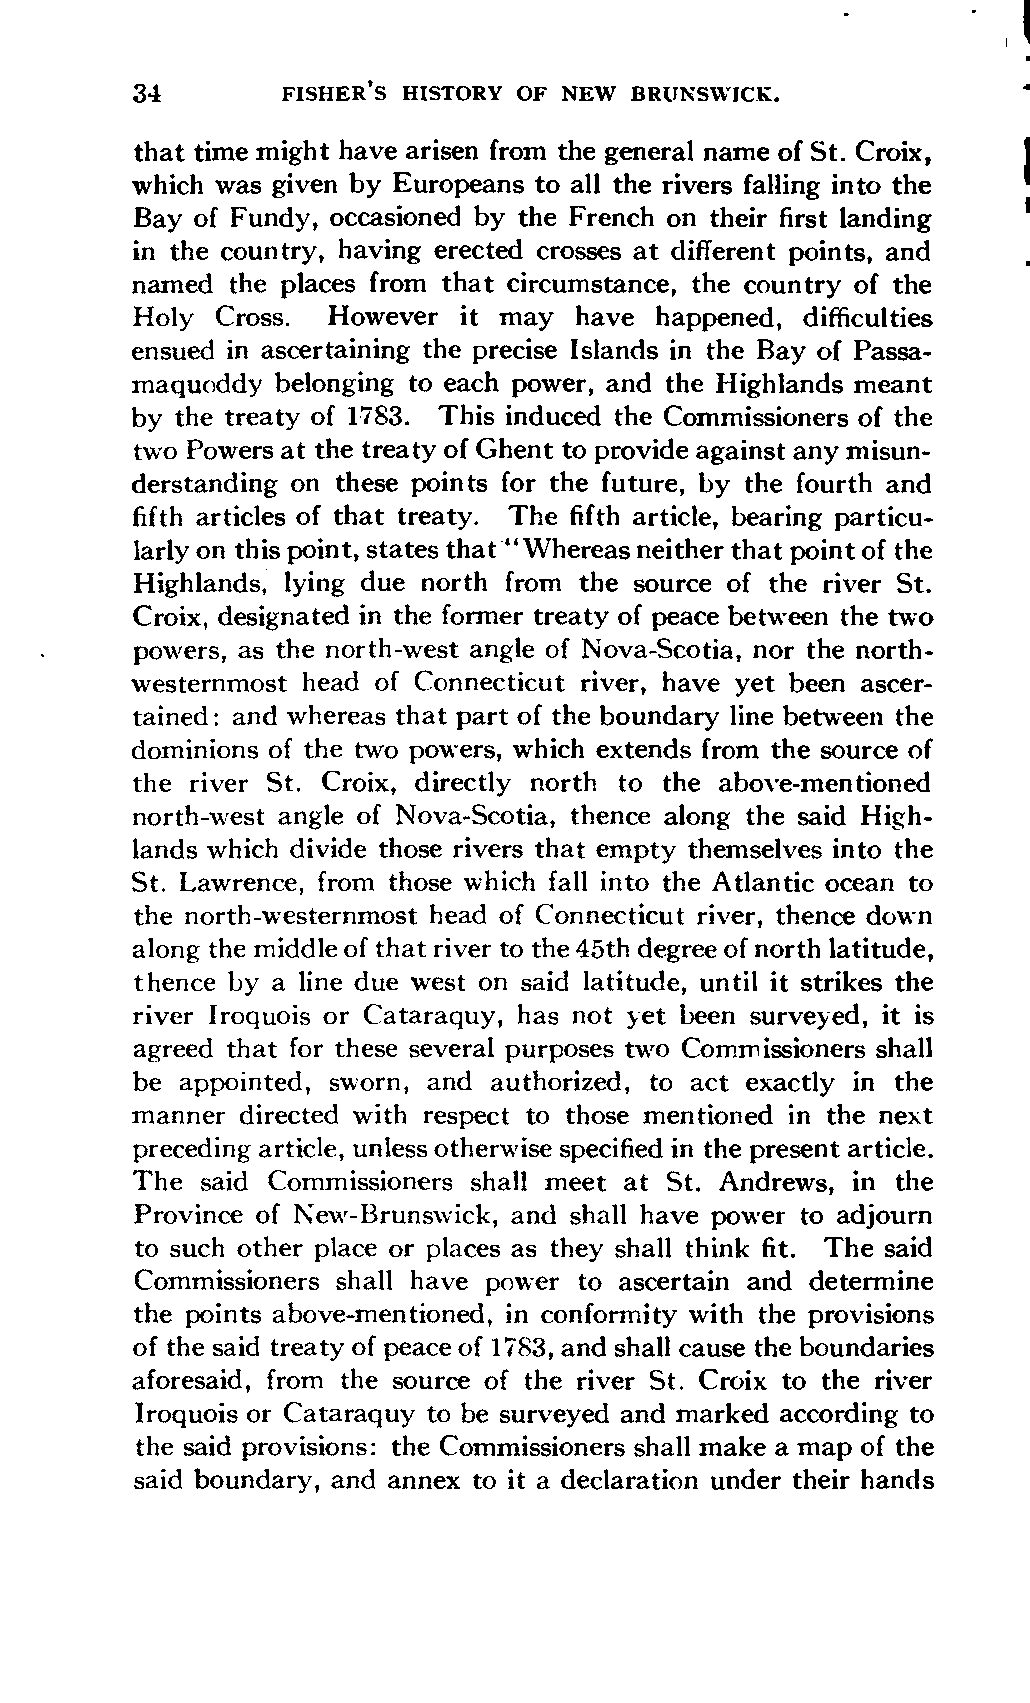 34 FISHER'S HISTORY OF NEW BRUNSWICK.
that time might have arisen from the general name of St. Croix,
which was given by Europeans to all the rivers falling into the
Bay of Fundy, occasioned by the French on their first landing
in the country, having erected crosses at different points, and
named the places from that circumstance, the country of the
Holy Cross. However it may have happened, difficulties
ensued in ascertaining the precise Islands in the Bay of Passa-
maquoddy belonging to each power, and the Highlands meant
by the treaty of 1783. This induced the Commissioners of the
two Powers at the treaty of Ghent to provide against any misun-
derstanding on these points for the future, by the fourth and
fifth articles of that treaty. The fifth article, bearing particu-
larly on this point, states that "Whereas neither that point of the
Highlands, lying due north from the source of the river St.
Croix, designated in the former treaty of peace between the two
powers, as the north-west angle of Nova-Scotia, nor the north-
westernmost head of Connecticut river, have yet been ascer-
tained: and whereas that part of the boundary line between the
dominions of the two powers, which extends from the source of
the river St. Croix, directly north to the above-mentioned
north-west angle of Nova-Scotia, thence along the said High-
lands which divide those rivers that empty themselves into the
St. Lawrence, from those which fall into the Atlantic ocean to
the north-westernmost head of Connecticut river, thence down
along the middle of that river to the 45th degree of north latitude,
thence by a line due west on said latitude, until it strikes the
river Iroquois or Cataraquy, has not yet been surveyed, it is
agreed that for these several purposes two Commissioners shall
be appointed, sworn, and authorized, to act exactly in the
manner directed with respect to those mentioned in the next
preceding article, unless otherwise specified in the present article.
The said Commissioners shall meet at St. Andrews, in the
Province of New-Brunswick, and shall have power to adjourn
to such other place or places as they shall think fit. The said
Commissioners shall have power to ascertain and determine
the points above-mentioned, in conformity with the provisions
of the said treaty of peace of 1783, and shall cause the boundaries
aforesaid, from the source of the river St. Croix to the river
Iroquois or Cataraquy to be surveyed and marked according to
the said provisions: the Commissioners shall make a map of the
said boundary, and annex to it a declaration under their hands